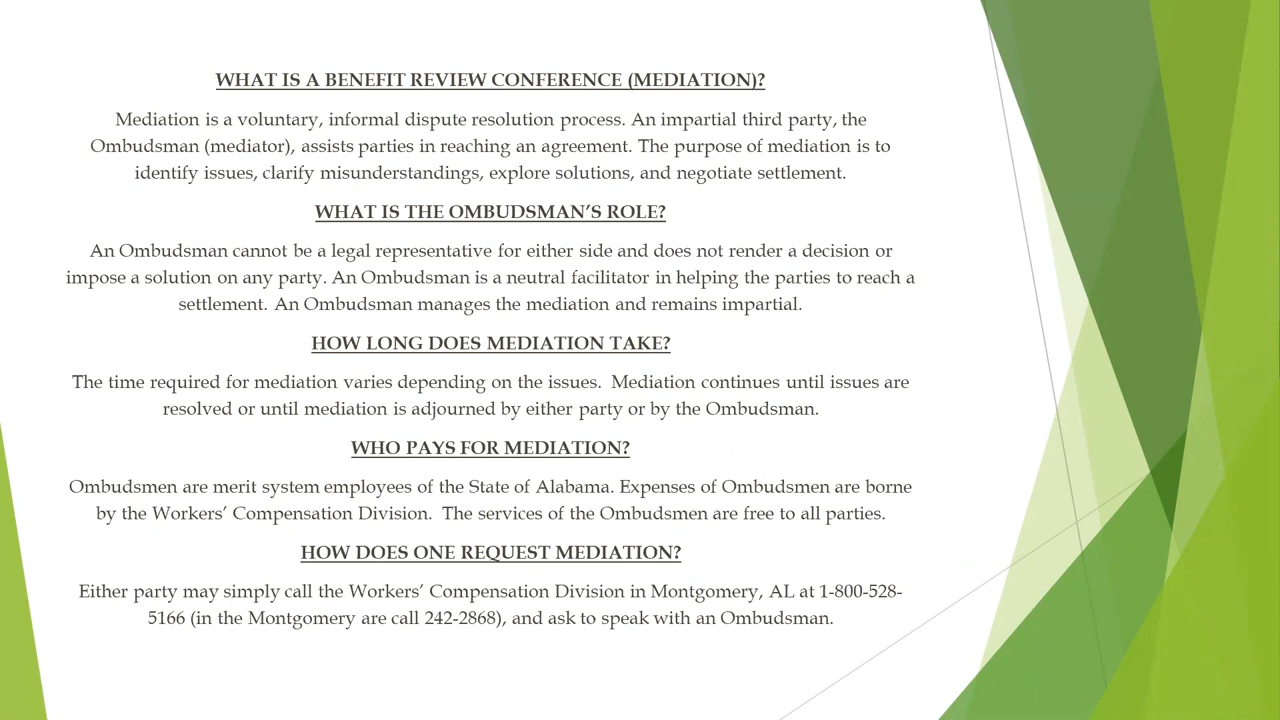 WHAT IS A BENEFIT REVIEW CONFERENCE (MEDIATION)?
Mediation is a voluntary, informal dispute resolution process. An impartial third party, the
Ombudsman (mediator), assists parties in reaching an agreement. The purpose of mediation is to
identify issues, clarify misunderstandings, explore solutions, and negotiate settlement.
WHAT IS THE OMBUDSMAN’S ROLE?
An Ombudsman cannot be a legal representative for either side and does not render a decision or
impose a solution on any party. An Ombudsman is a neutral facilitator in helping the parties to reach a
settlement. An Ombudsman manages the mediation and remains impartial.
HOW LONG DOES MEDIATION TAKE?
The time required for mediation varies depending on the issues.  Mediation continues until issues are
resolved or until mediation is adjourned by either party or by the Ombudsman.
WHO PAYS FOR MEDIATION?
Ombudsmen are merit system employees of the State of Alabama. Expenses of Ombudsmen are borne
by the Workers’ Compensation Division.  The services of the Ombudsmen are free to all parties.
HOW DOES ONE REQUEST MEDIATION?
Either party may simply call the Workers’ Compensation Division in Montgomery, AL at 1-800-528-
5166 (in the Montgomery are call 242-2868), and ask to speak with an Ombudsman.